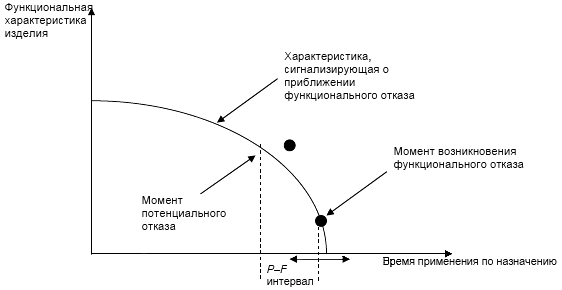 Функциональная
характеристика
изделия
Характеристика,
сигнализирующая о
приближении
функционального отказа
Момент возникновения
функционального отказа
Момент
потенциального
отказа
Время применения по назначению
P–F
интервал